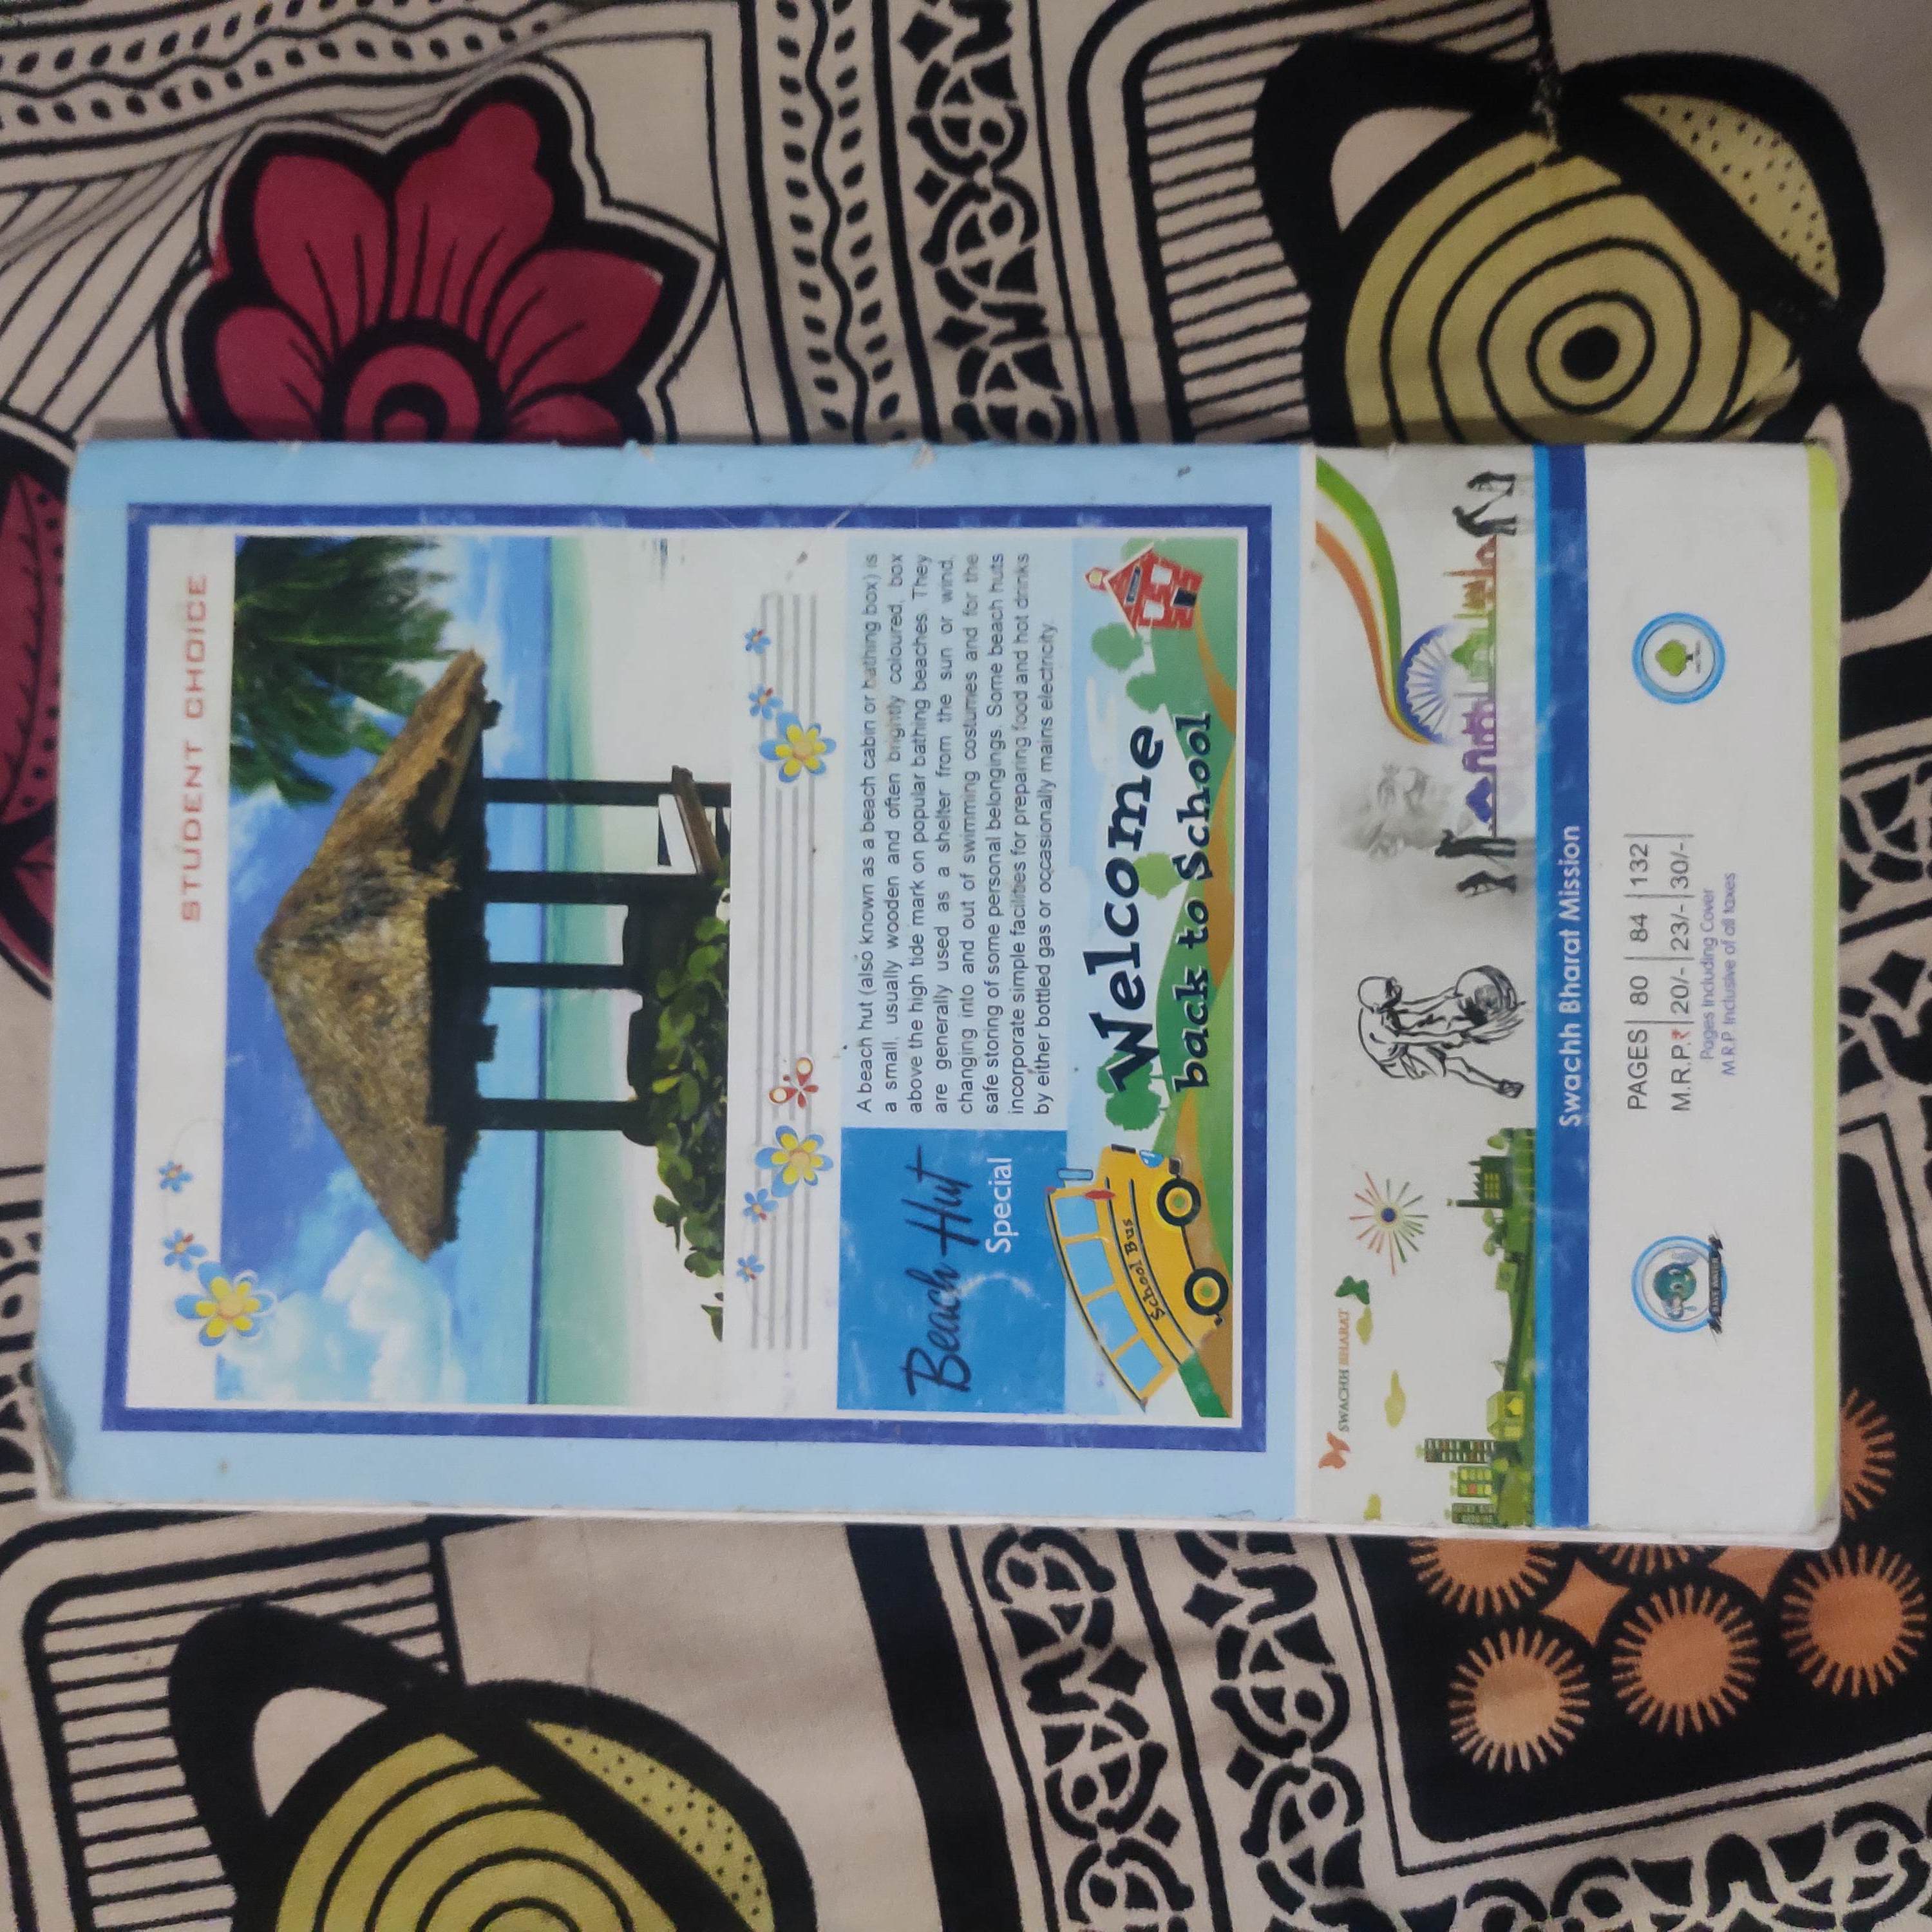 STUDENT CHOICE
Beach Hut
Special
A beach hut (also known as a beach cabin or bathing box) is
a small, usually wooden and often brightly coloured, box
above the high tide mark on popular bathing beaches. They
are generally used as a shelter from the sun or wind,
changing into and out of swimming costumes and for the
safe storing of some personal belongings. Some beach huts
incorporate simple facilities for preparing food and hot drinks
by either bottled gas or occasionally mains electricity.
School Bus
Welcome
back to School
SWACHH BHARAT
Swachh Bharat Mission
PAGES 80 84 132
M.R.P.₹ 20/- 23/- 30/-
Pages Including Cover
M.R.P. Inclusive of all taxes
SAVE WATER